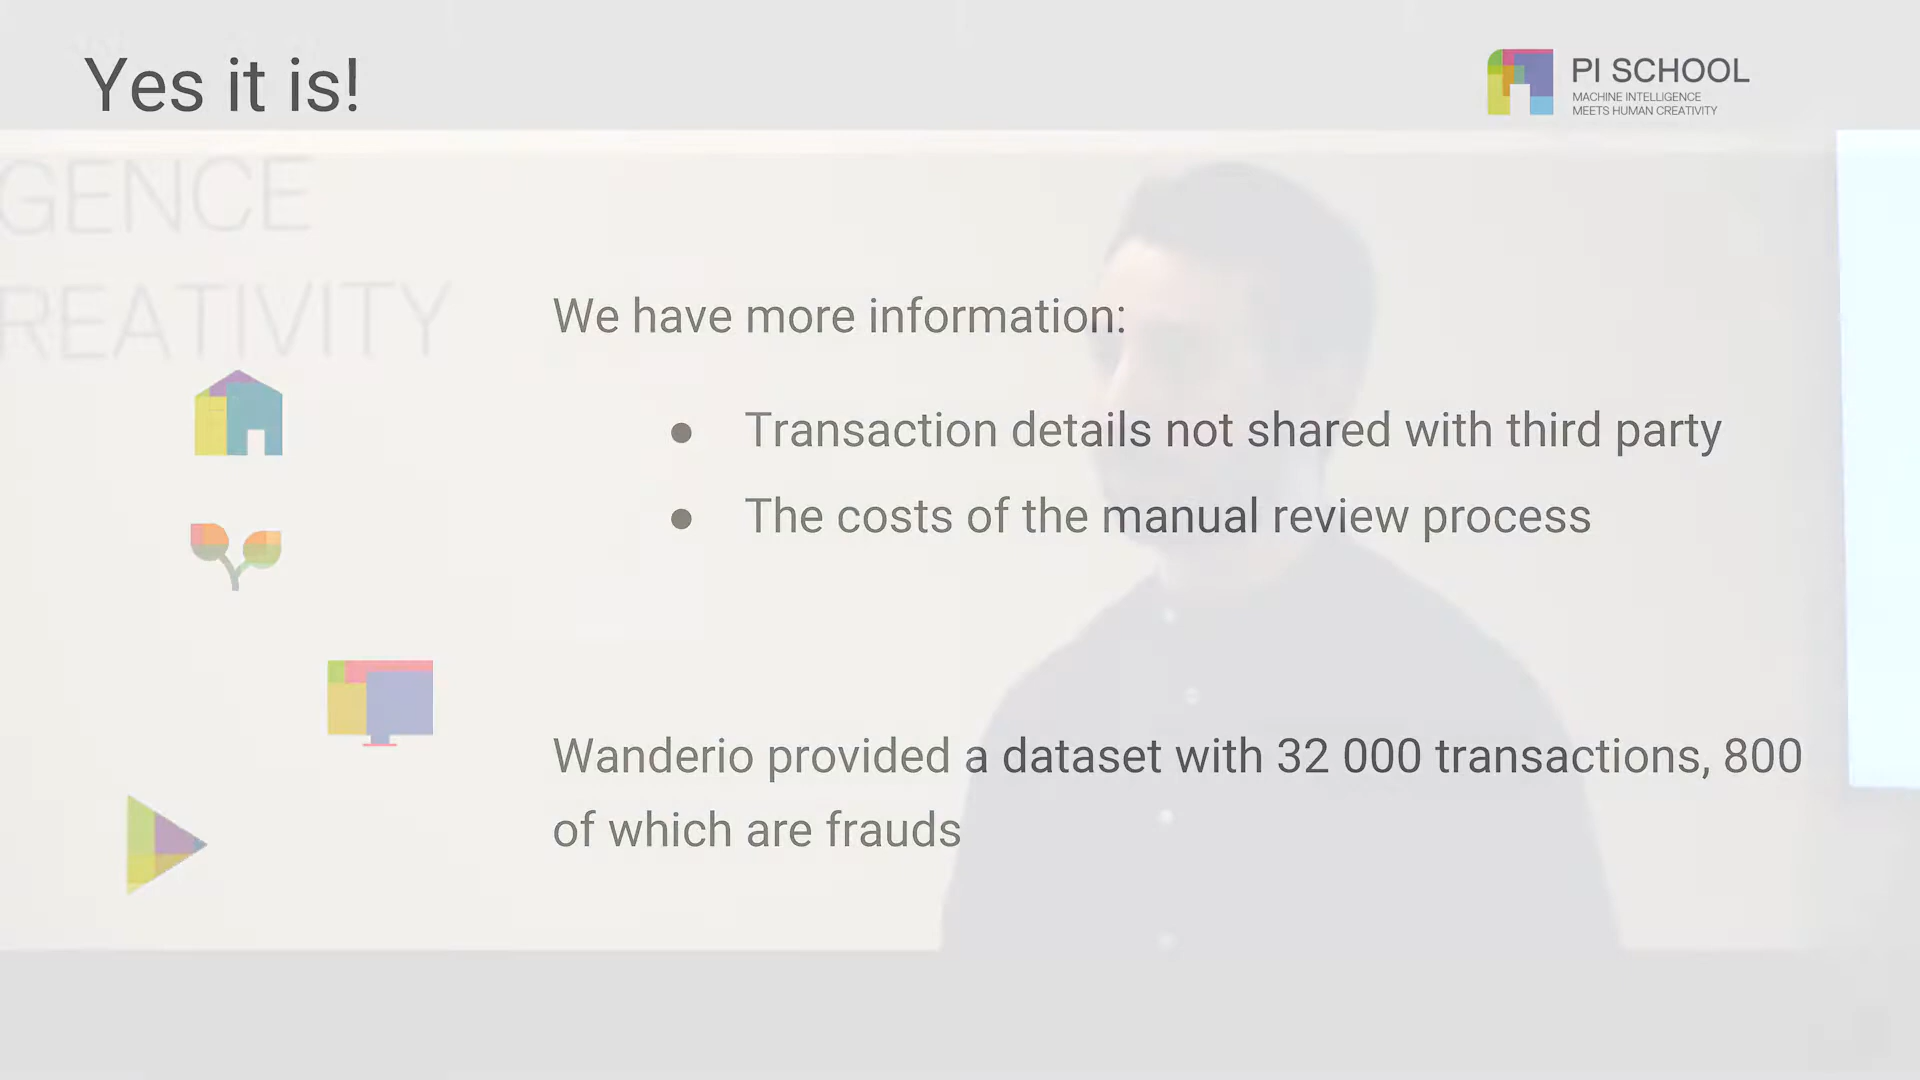 Yes it is!
PI SCHOOL
MACHINE INTELLIGENCE
MEETS HUMAN CREATIVITY
GENCE
REATIVITY
We have more information:
● Transaction details not shared with third party
● The costs of the manual review process
Wanderio provided a dataset with 32 000 transactions, 800
of which are frauds